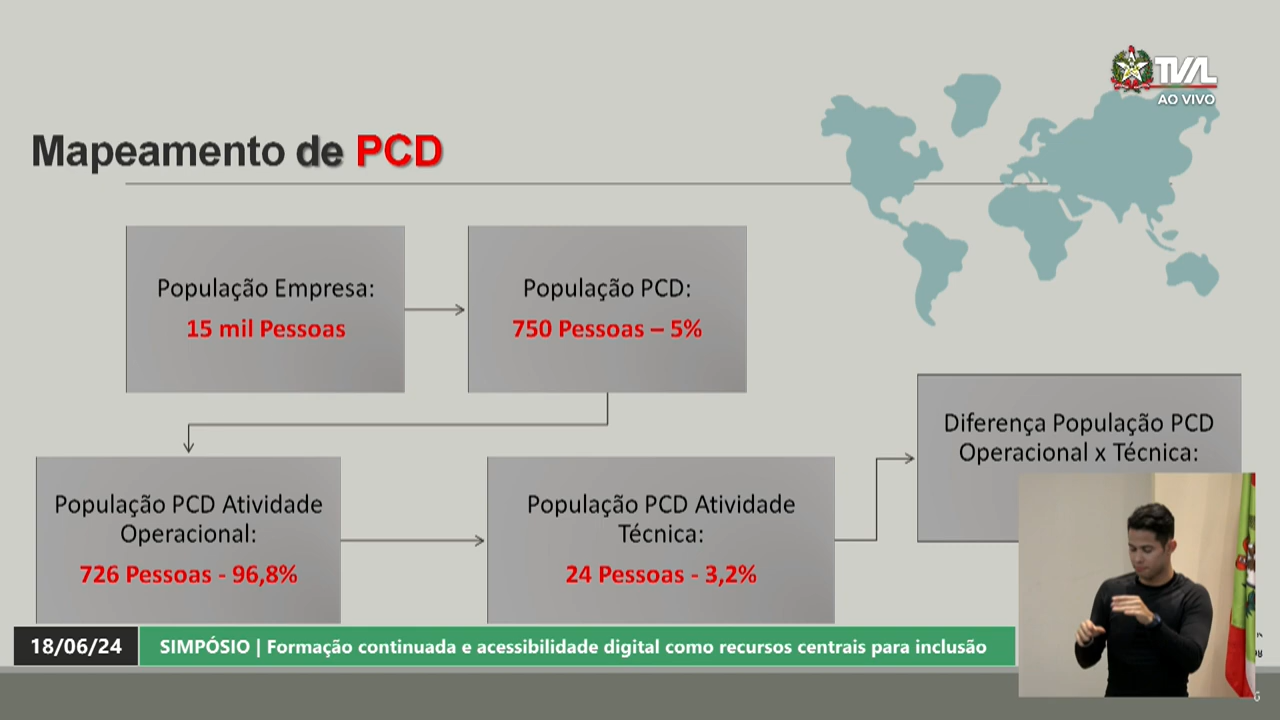 TVAL
AO VIVO
Mapeamento de PCD
População Empresa:
15 mil Pessoas
População PCD:
750 Pessoas – 5%
Diferença População PCD
Operacional x Técnica:
População PCD Atividade
Operacional:
726 Pessoas - 96,8%
População PCD Atividade
Técnica:
24 Pessoas - 3,2%
18/06/24
SIMPÓSIO | Formação continuada e acessibilidade digital como recursos centrais para inclusão